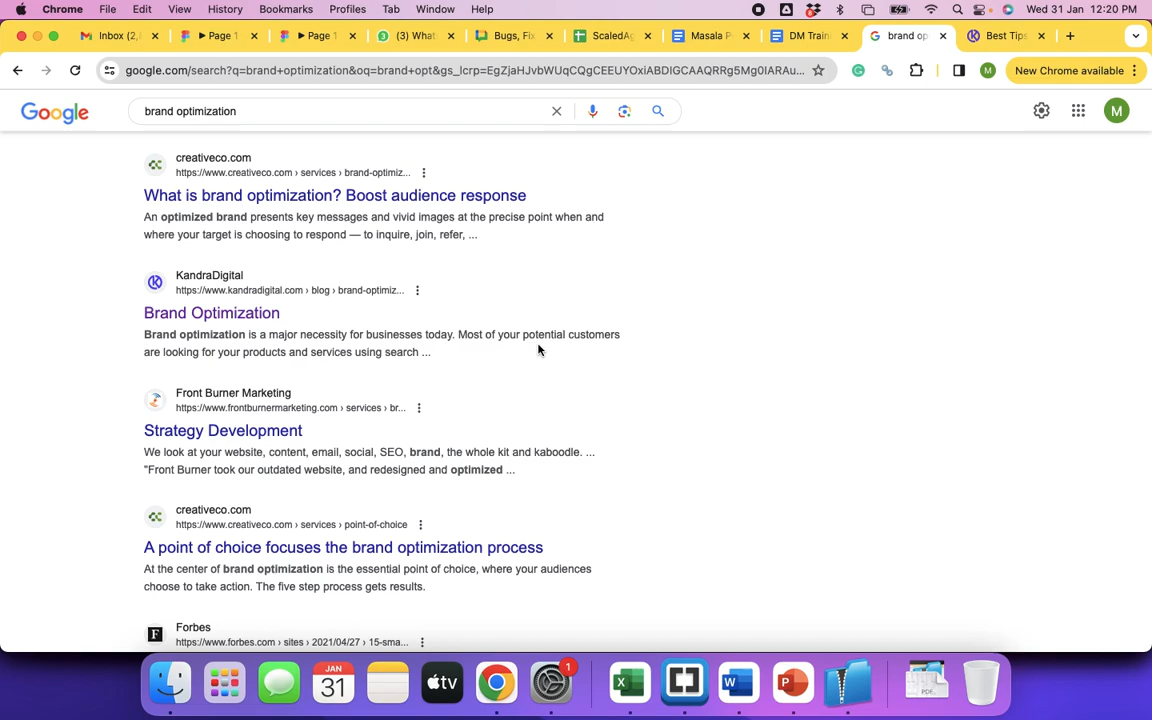 Chrome File Edit View History Bookmarks Profiles Tab Window Help Wed 31 Jan 12:20 PM
Inbox (2, Page 1 Page 1 (3) What Bugs, Fix ScaledAg Masala P DM Train brand op Best Tips
google.com/search?q=brand+optimization&oq=brand+opt&gs_lcrp=EgZjaHJvbWUqCQgCEEUYOxiABDIGCAAQRRg5Mg0IARAu... M New Chrome available
Google brand optimization M
creativeco.com
https://www.creativeco.com › services › brand-optimiz...
What is brand optimization? Boost audience response
An optimized brand presents key messages and vivid images at the precise point when and
where your target is choosing to respond — to inquire, join, refer, ...
KandraDigital
https://www.kandradigital.com › blog › brand-optimiz...
Brand Optimization
Brand optimization is a major necessity for businesses today. Most of your potential customers
are looking for your products and services using search ...
Front Burner Marketing
https://www.frontburnermarketing.com › services › br...
Strategy Development
We look at your website, content, email, social, SEO, brand, the whole kit and kaboodle. ...
"Front Burner took our outdated website, and redesigned and optimized ...
creativeco.com
https://www.creativeco.com › services › point-of-choice
A point of choice focuses the brand optimization process
At the center of brand optimization is the essential point of choice, where your audiences
choose to take action. The five step process gets results.
F Forbes
https://www.forbes.com › sites › 2021/04/27 › 15-sma...
JAN
31 tv 1 X W P PDF